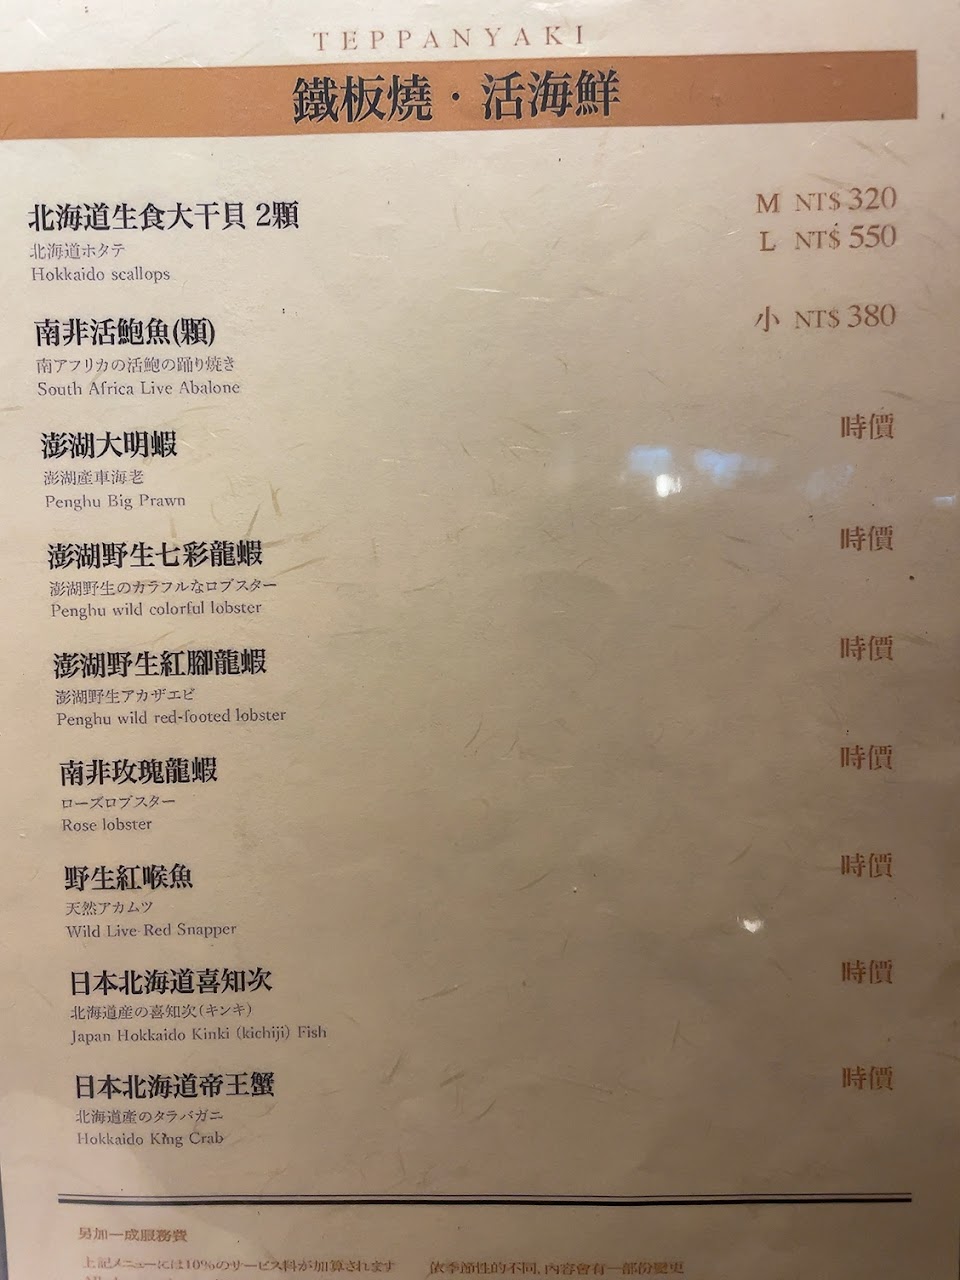 TEPPANYAKI
鐵板燒・活海鮮
北海道生食大干貝 2顆
M NT$ 320
北海道ホタテ
L NT$ 550
Hokkaido scallops
南非活鮑魚(顆)
小 NT$ 380
南アフリカの活鮑の踊り焼き
South Africa Live Abalone
澎湖大明蝦
時價
澎湖産車海老
Penghu Big Prawn
澎湖野生七彩龍蝦
時價
澎湖野生のカラフルなロブスター
Penghu wild colorful lobster
澎湖野生紅腳龍蝦
時價
澎湖野生アカザエビ
Penghu wild red-footed lobster
南非玫瑰龍蝦
時價
ローズロブスター
Rose lobster
野生紅喉魚
時價
天然アカムツ
Wild Live Red Snapper
日本北海道喜知次
時價
北海道産の喜知次(キンキ)
Japan Hokkaido Kinki (kichiji) Fish
日本北海道帝王蟹
時價
北海道産のタラバガニ
Hokkaido King Crab
另加一成服務費
上記メニューには10%のサービス料が加算されます 依季節性的不同,內容會有一部份變更